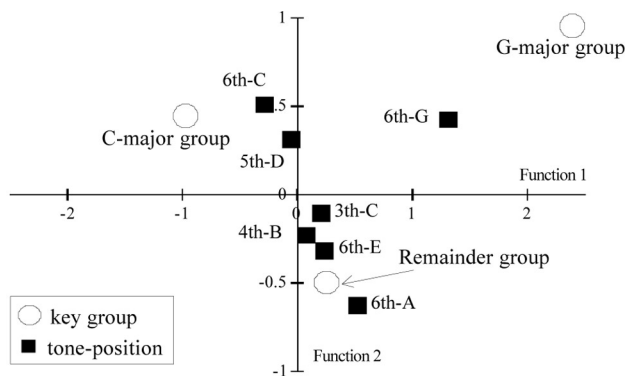 1
G-major group
6th-C
.5
6th-G
C-major group
5th-D
Function 1
0
-2
-1
0
1
2
3th-C
4th-B
6th-E
Remainder group
-0.5
6th-A
key group
tone-position
Function 2
-1